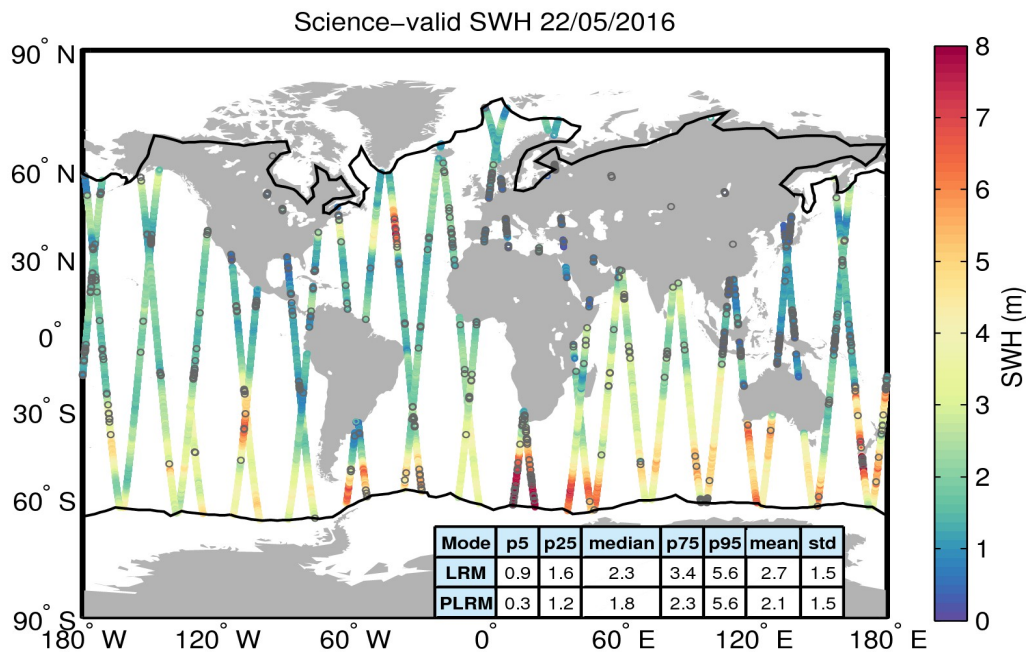 Science−valid SWH 22/05/2016
90° N
60° N
30° N
0°
30° S
60° S
90° S
180° W
120° W
60° W
0°
60° E
120° E
180° E
8
7
6
5
4
3
2
1
0
SWH (m)
Mode p5 p25 median p75 p95 mean std
LRM 0.9 1.6 2.3 3.4 5.6 2.7 1.5
PLRM 0.3 1.2 1.8 2.3 5.6 2.1 1.5